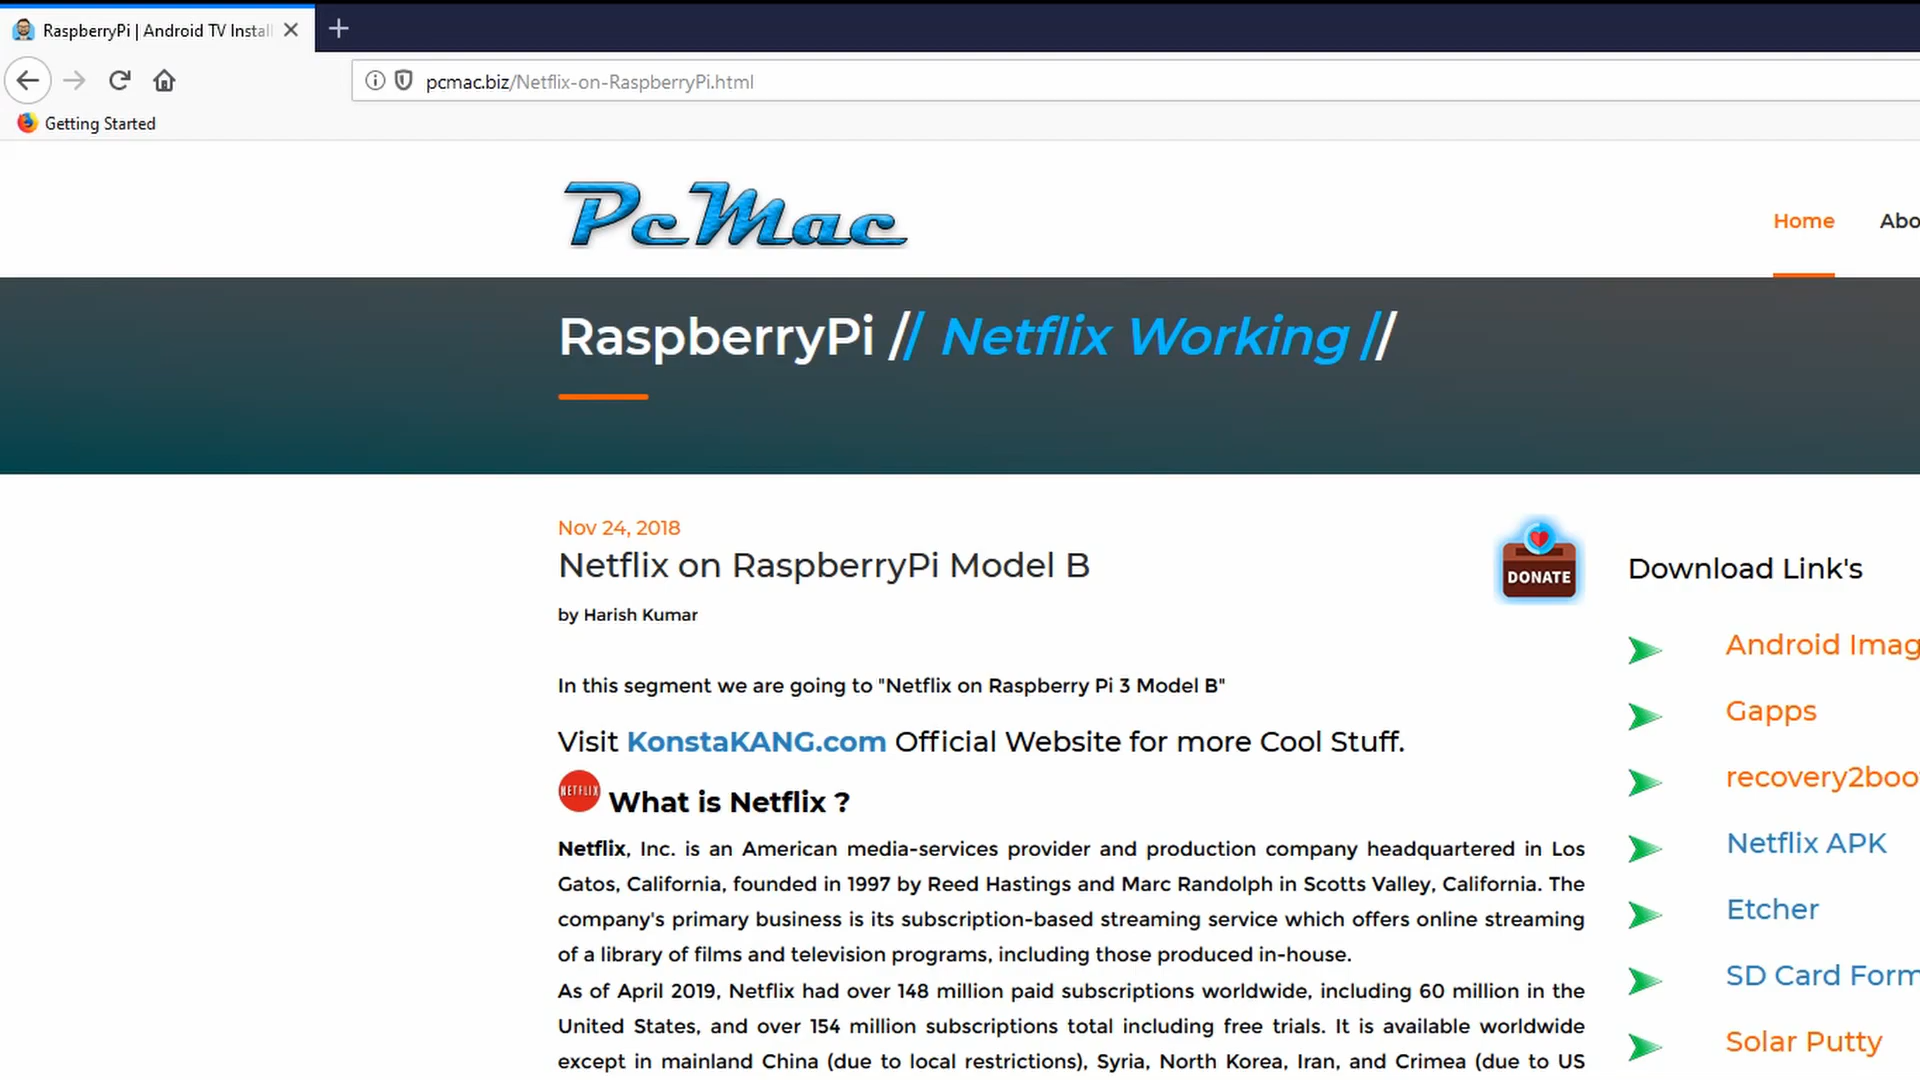 RaspberryPi | Android TV Instal
pcmac.biz/Netflix-on-RaspberryPi.html
Getting Started
PcMac
Home
Abo
RaspberryPi // Netflix Working //
Nov 24, 2018
Netflix on RaspberryPi Model B
by Harish Kumar
DONATE
In this segment we are going to "Netflix on Raspberry Pi 3 Model B"
Visit KonstaKANG.com Official Website for more Cool Stuff.
NETFLIX What is Netflix ?
Netflix, Inc. is an American media-services provider and production company headquartered in Los
Gatos, California, founded in 1997 by Reed Hastings and Marc Randolph in Scotts Valley, California. The
company's primary business is its subscription-based streaming service which offers online streaming
of a library of films and television programs, including those produced in-house.
As of April 2019, Netflix had over 148 million paid subscriptions worldwide, including 60 million in the
United States, and over 154 million subscriptions total including free trials. It is available worldwide
except in mainland China (due to local restrictions), Syria, North Korea, Iran, and Crimea (due to US
Download Link's
Android Imag
Gapps
recovery2boo
Netflix APK
Etcher
SD Card Form
Solar Putty